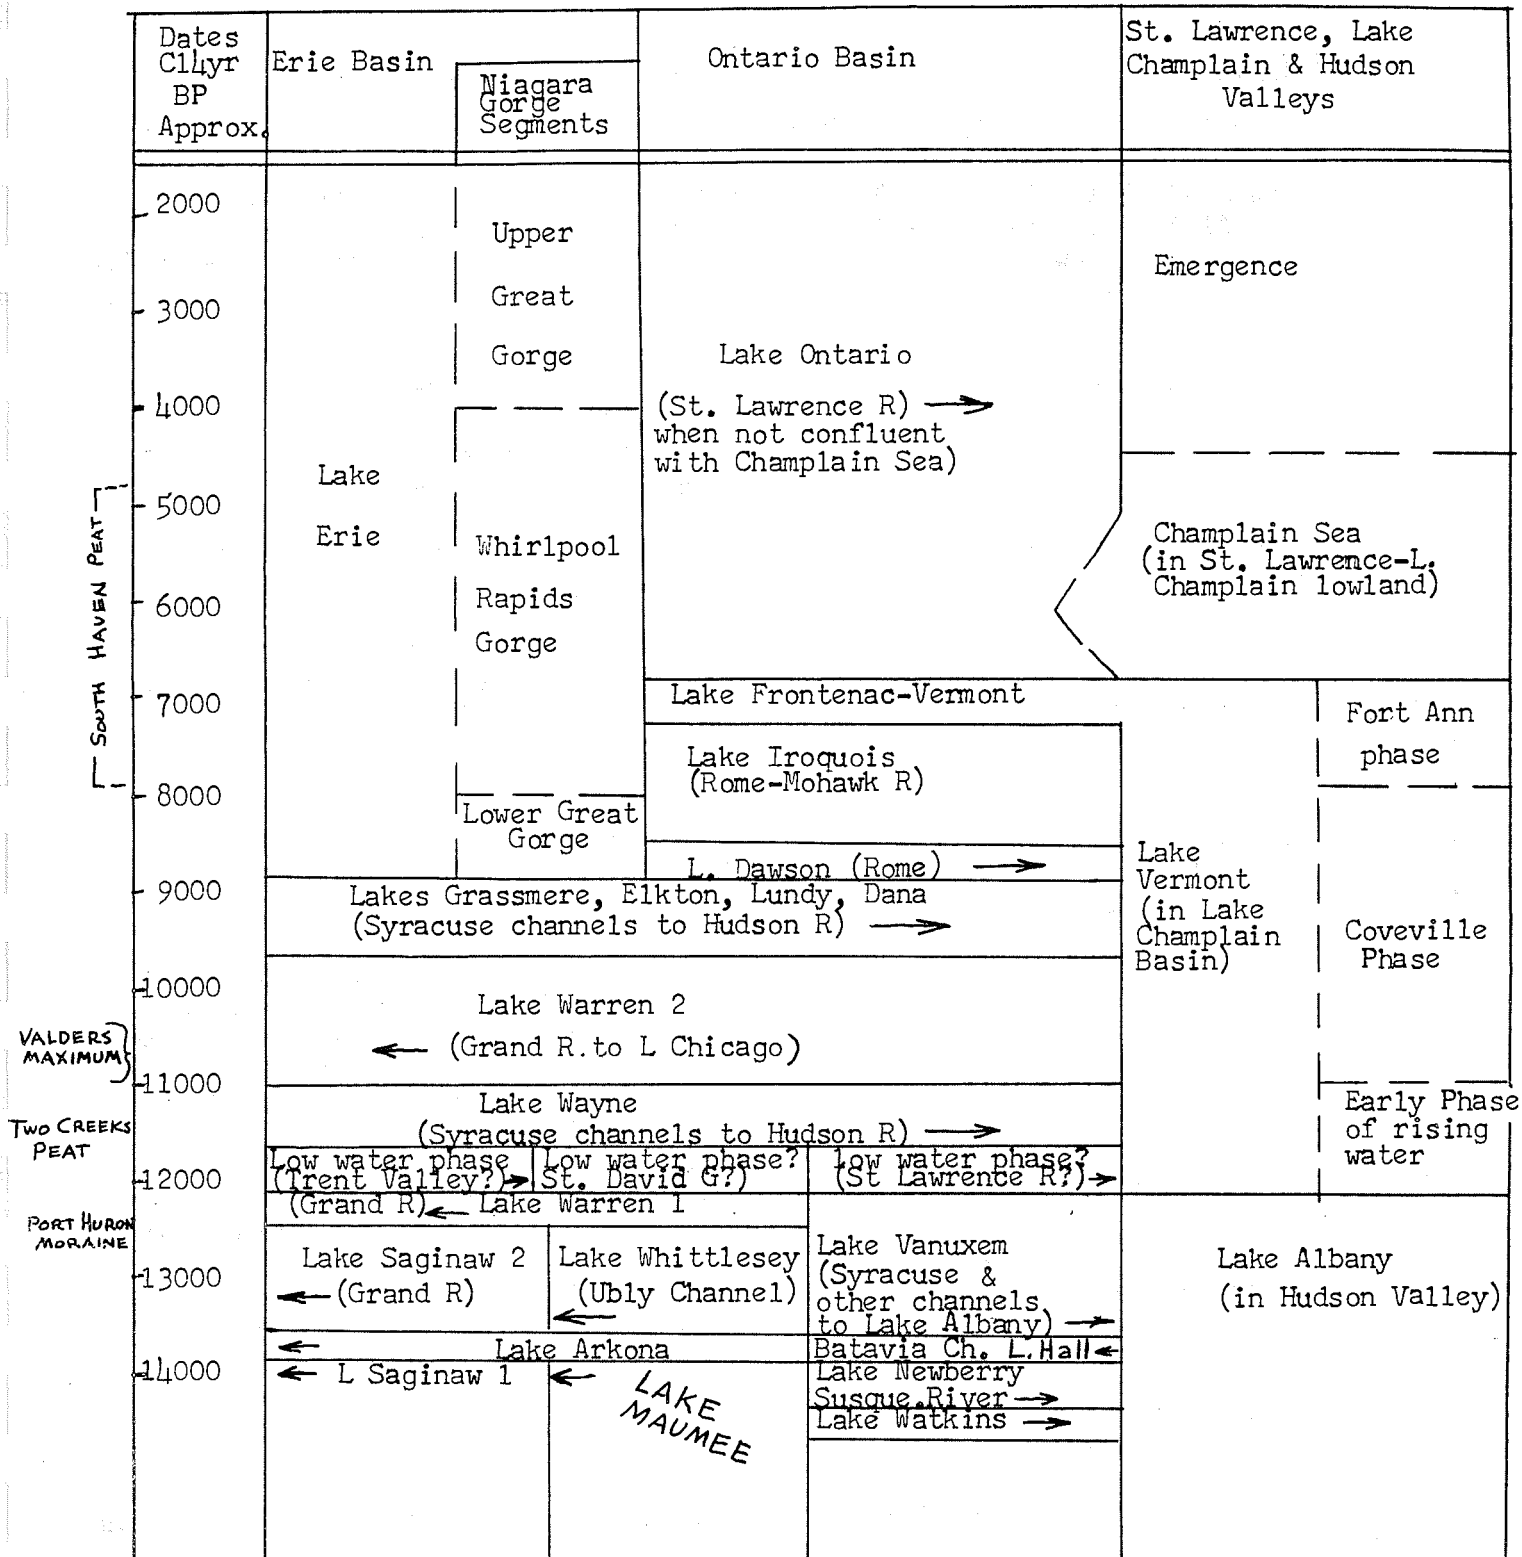 Dates
C14yr
BP
Approx.
Erie Basin
Niagara
Gorge
Segments
Ontario Basin
St. Lawrence, Lake
Champlain & Hudson
Valleys
2000
3000
4000
5000
6000
7000
8000
9000
10000
11000
12000
13000
14000
SOUTH HAVEN PEAT
VALDERS
MAXIMUM
TWO CREEKS
PEAT
PORT HURON
MORAINE
Upper
Great
Gorge
Lake
Erie
Whirlpool
Rapids
Gorge
Lower Great
Gorge
Lake Ontario
(St. Lawrence R)
when not confluent
with Champlain Sea)
Emergence
Champlain Sea
(in St. Lawrence-L.
Champlain lowland)
Lake Frontenac-Vermont
Lake Iroquois
(Rome-Mohawk R)
L. Dawson (Rome)
Lakes Grassmere, Elkton, Lundy, Dana
(Syracuse channels to Hudson R)
Lake
Vermont
(in Lake
Champlain
Basin)
Fort Ann
phase
Coveville
Phase
Early Phase
of rising
water
Lake Warren 2
(Grand R.to L Chicago)
Lake Wayne
(Syracuse channels to Hudson R)
Low water phase
(Trent Valley?)
Low water phase?
St. David G?)
low water phase?
(St Lawrence R?)
(Grand R) Lake Warren 1
Lake Saginaw 2
(Grand R)
Lake Whittlesey
(Ubly Channel)
Lake Vanuxem
(Syracuse &
other channels
to Lake Albany)
Lake Albany
(in Hudson Valley)
Lake Arkona
Batavia Ch. L.Hall
L Saginaw 1
LAKE
MAUMEE
Lake Newberry
Susque.River
Lake Watkins